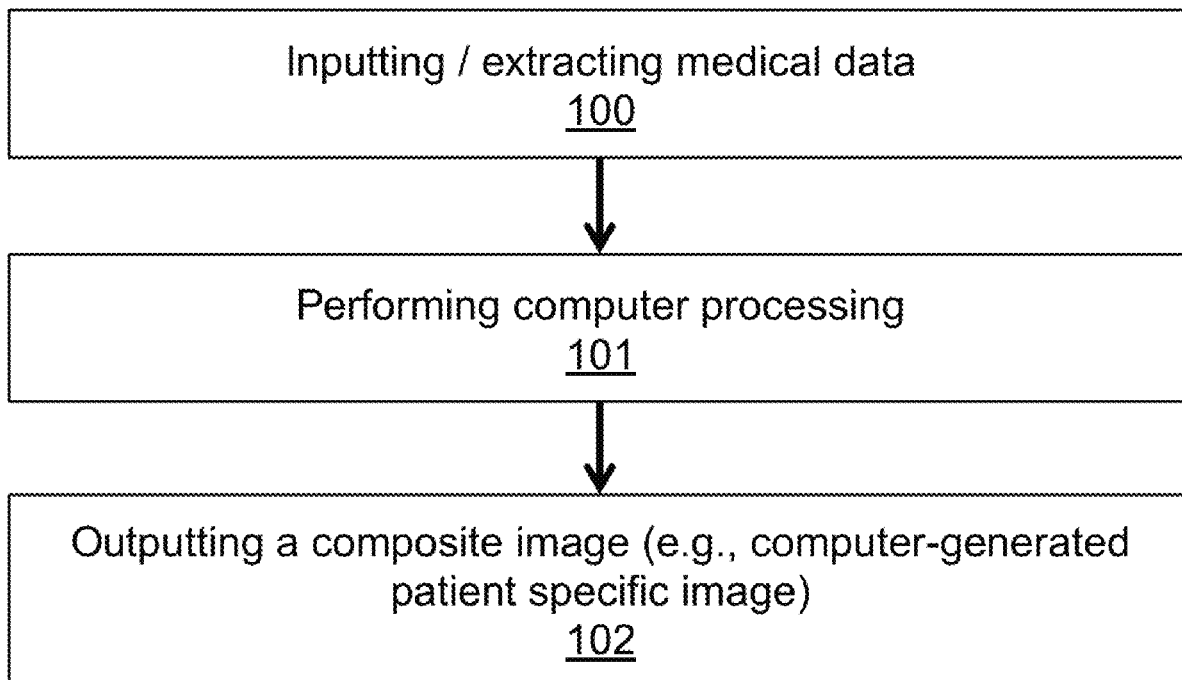 Inputting / extracting medical data
100
Performing computer processing
101
Outputting a composite image (e.g., computer-generated
patient specific image)
102